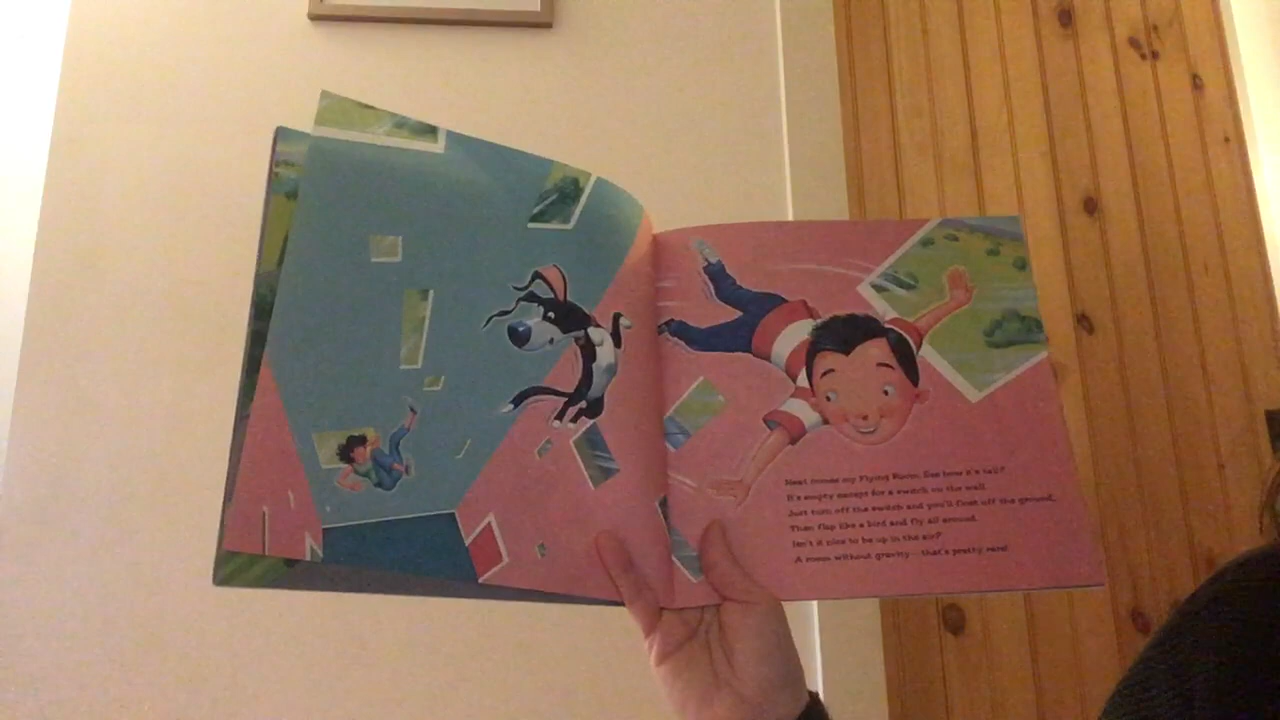 Next comes my Flying Room. See how it's tall?
It's empty except for a switch on the wall.
Just turn off the switch and you'll float off the ground,
Then flap like a bird and fly all around.
Isn't it nice to be up in the air?
A room without gravity—that's pretty rare!